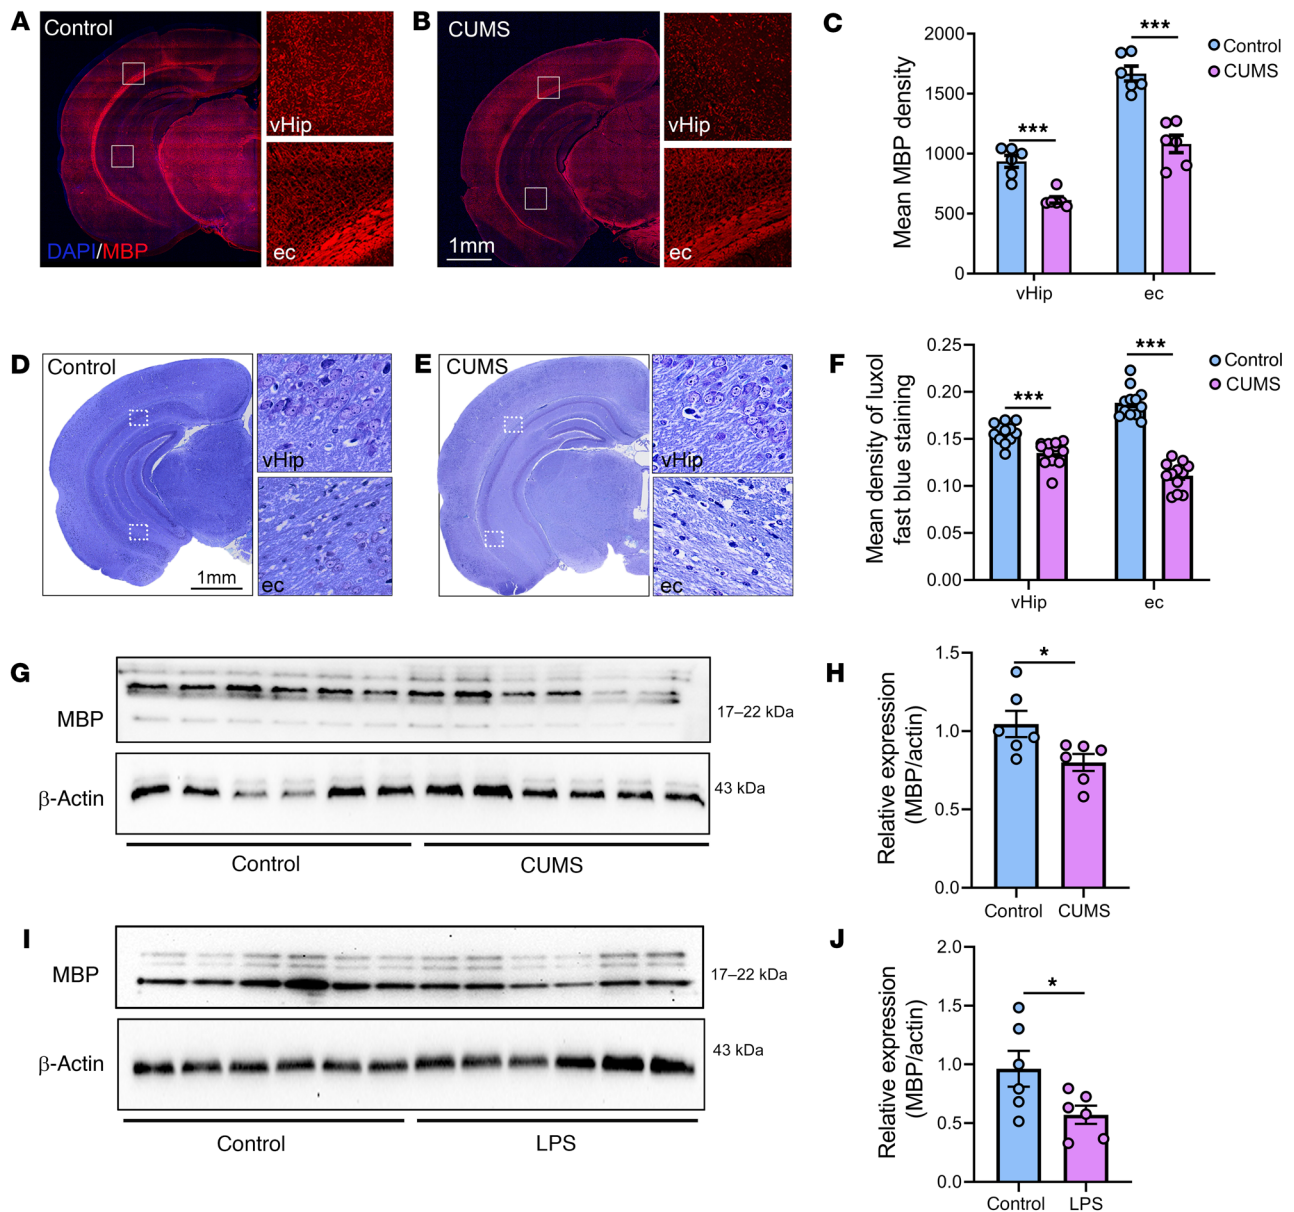 A
Control
vHip
ec
DAPI/MBP
B
CUMS
vHip
ec
1mm
C
Mean MBP density
2000
1500
1000
500
0
***
***
vHip
ec
Control
CUMS
D
Control
vHip
ec
1mm
E
CUMS
vHip
ec
F
Mean density of luxol
fast blue staining
0.25
0.20
0.15
0.10
0.05
0.00
***
***
vHip
ec
Control
CUMS
G
MBP
17–22 kDa
β-Actin
43 kDa
Control
CUMS
H
Relative expression
(MBP/actin)
1.5
1.0
0.5
0.0
*
Control
CUMS
I
MBP
17–22 kDa
β-Actin
43 kDa
Control
LPS
J
Relative expression
(MBP/actin)
2.0
1.5
1.0
0.5
0.0
*
Control
LPS